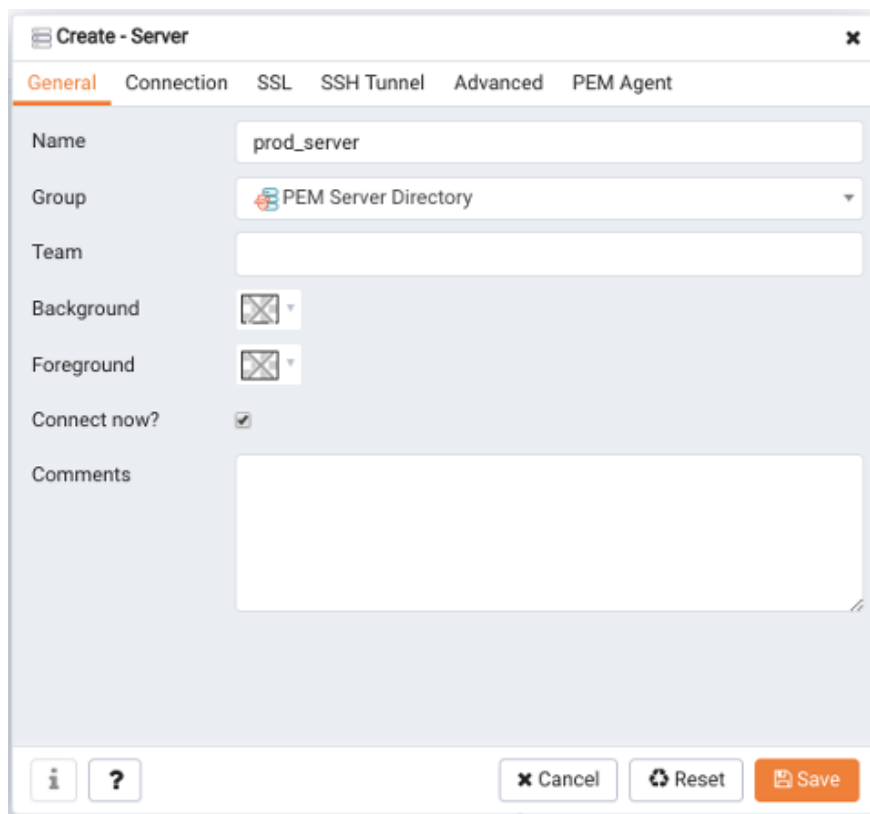 Create - Server
General Connection SSL SSH Tunnel Advanced PEM Agent
Name prod_server
Group PEM Server Directory
Team
Background
Foreground
Connect now?
Comments
i ? Cancel Reset Save